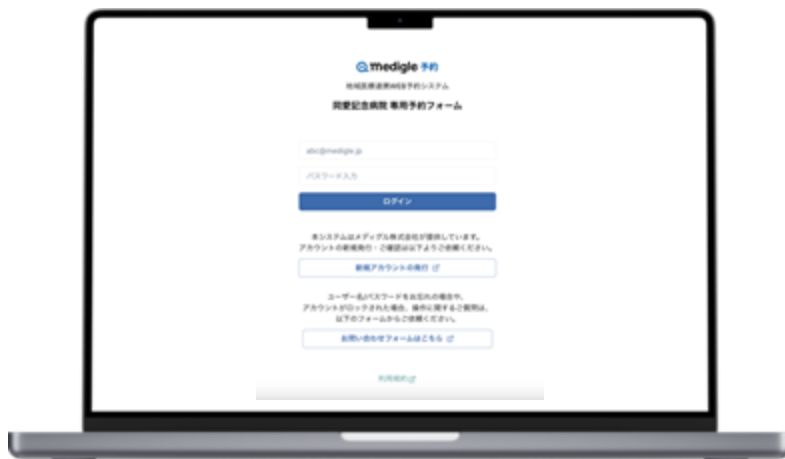 medigle 予約
地域医療連携WEB予約システム
同愛記念病院 専用予約フォーム
abc@medigle.jp
パスワード入力
ログイン
本システムはメディグル株式会社が提供しています。
アカウントの新規発行・ご確認は以下よりご依頼ください。
新規アカウントの発行
ユーザー名/パスワードをお忘れの場合や、
アカウントがロックされた場合、操作に関するご質問は、
以下のフォームからご依頼ください。
お問い合わせフォームはこちら
利用規約